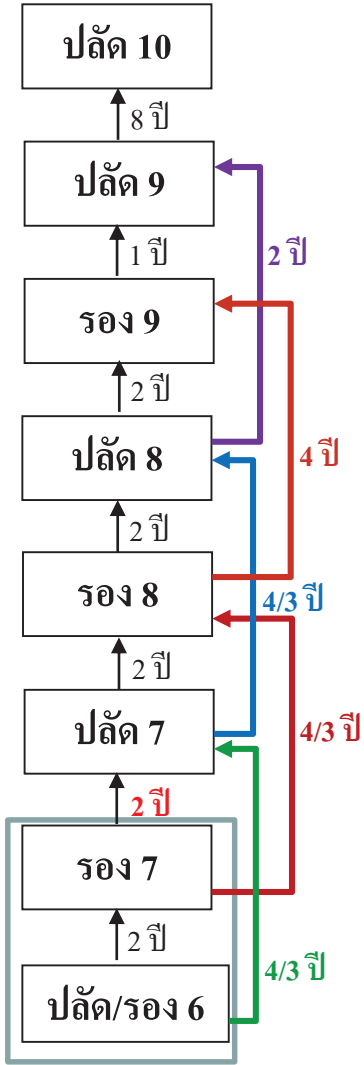 ปลัด 10
8 ปี
ปลัด 9
1 ปี
2 ปี
รอง 9
2 ปี
ปลัด 8
4 ปี
2 ปี
รอง 8
4/3 ปี
2 ปี
ปลัด 7
4/3 ปี
2 ปี
รอง 7
2 ปี
4/3 ปี
ปลัด/รอง 6